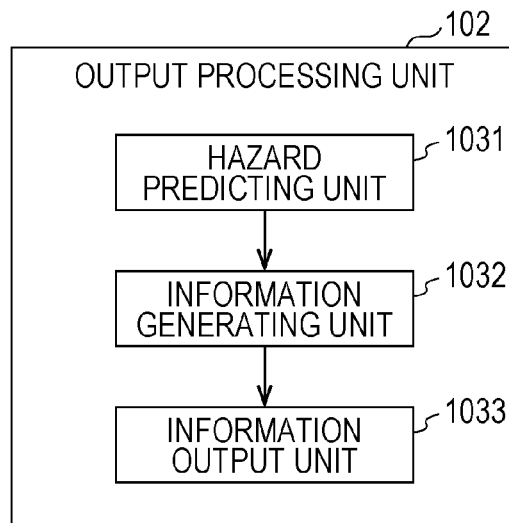 102
OUTPUT PROCESSING UNIT
HAZARD
PREDICTING UNIT
1031
INFORMATION
GENERATING UNIT
1032
INFORMATION
OUTPUT UNIT
1033